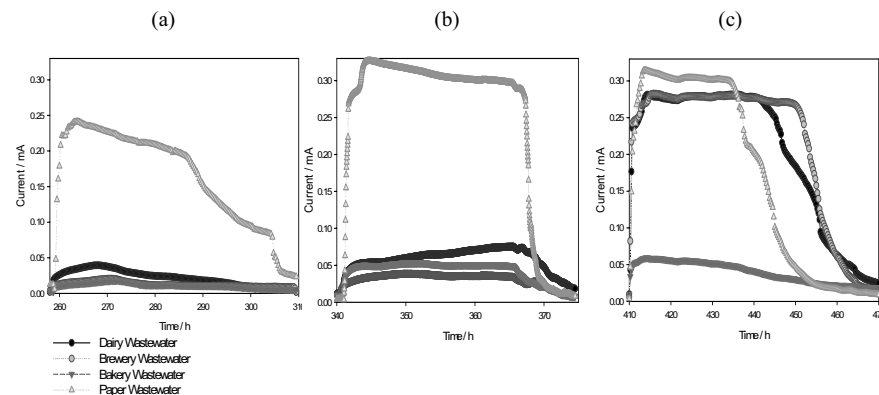 (a) (b) (c)
0.30 0.30 0.30
0.25 0.25 0.25
0.20 0.20 0.20
0.15 0.15 0.15
0.10 0.10 0.10
0.05 0.05 0.05
0.00 0.00 0.00
Current / mA Current / mA Current / mA
260 270 280 290 300 310 340 350 360 370 410 420 430 440 450 460 470
Time / h Time / h Time / h
Dairy Wastewater
Brewery Wastewater
Bakery Wastewater
Paper Wastewater